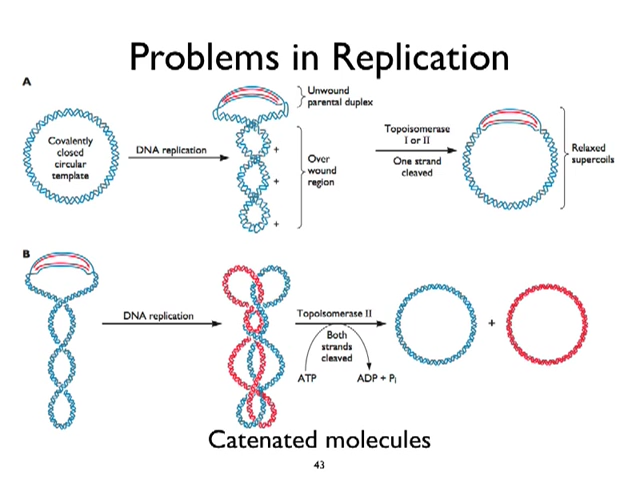 Problems in Replication
A
Covalently
closed
circular
template
DNA replication
Unwound
parental duplex
+
+
+
Over
wound
region
Topoisomerase
I or II
One strand
cleaved
Relaxed
supercoils
B
DNA replication
Topoisomerase II
Both
strands
cleaved
ATP
ADP + Pi
+
Catenated molecules
43